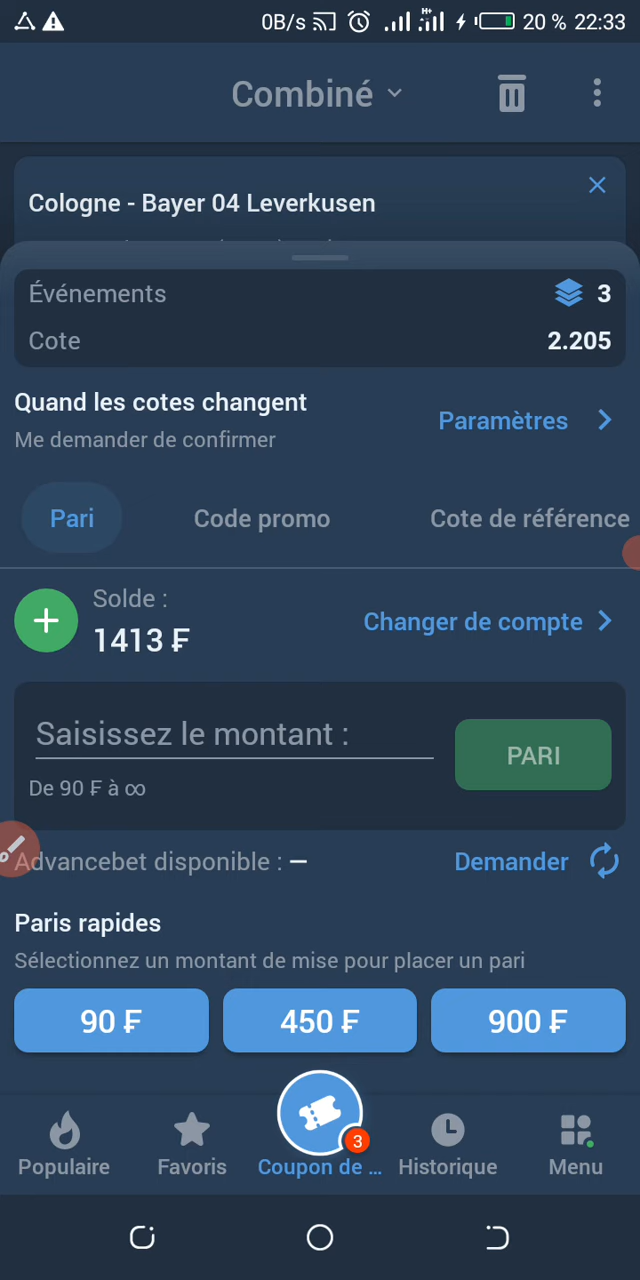 0B/s H+ 20 % 22:33
Combiné
Cologne - Bayer 04 Leverkusen
Événements 3
Cote 2.205
Quand les cotes changent
Me demander de confirmer
Paramètres
Pari Code promo Cote de référence
Solde :
1413 ₣
Changer de compte
Saisissez le montant :
PARI
De 90 ₣ à ∞
Advancebet disponible : –
Demander
Paris rapides
Sélectionnez un montant de mise pour placer un pari
90 ₣ 450 ₣ 900 ₣
3
Populaire Favoris Coupon de ... Historique Menu